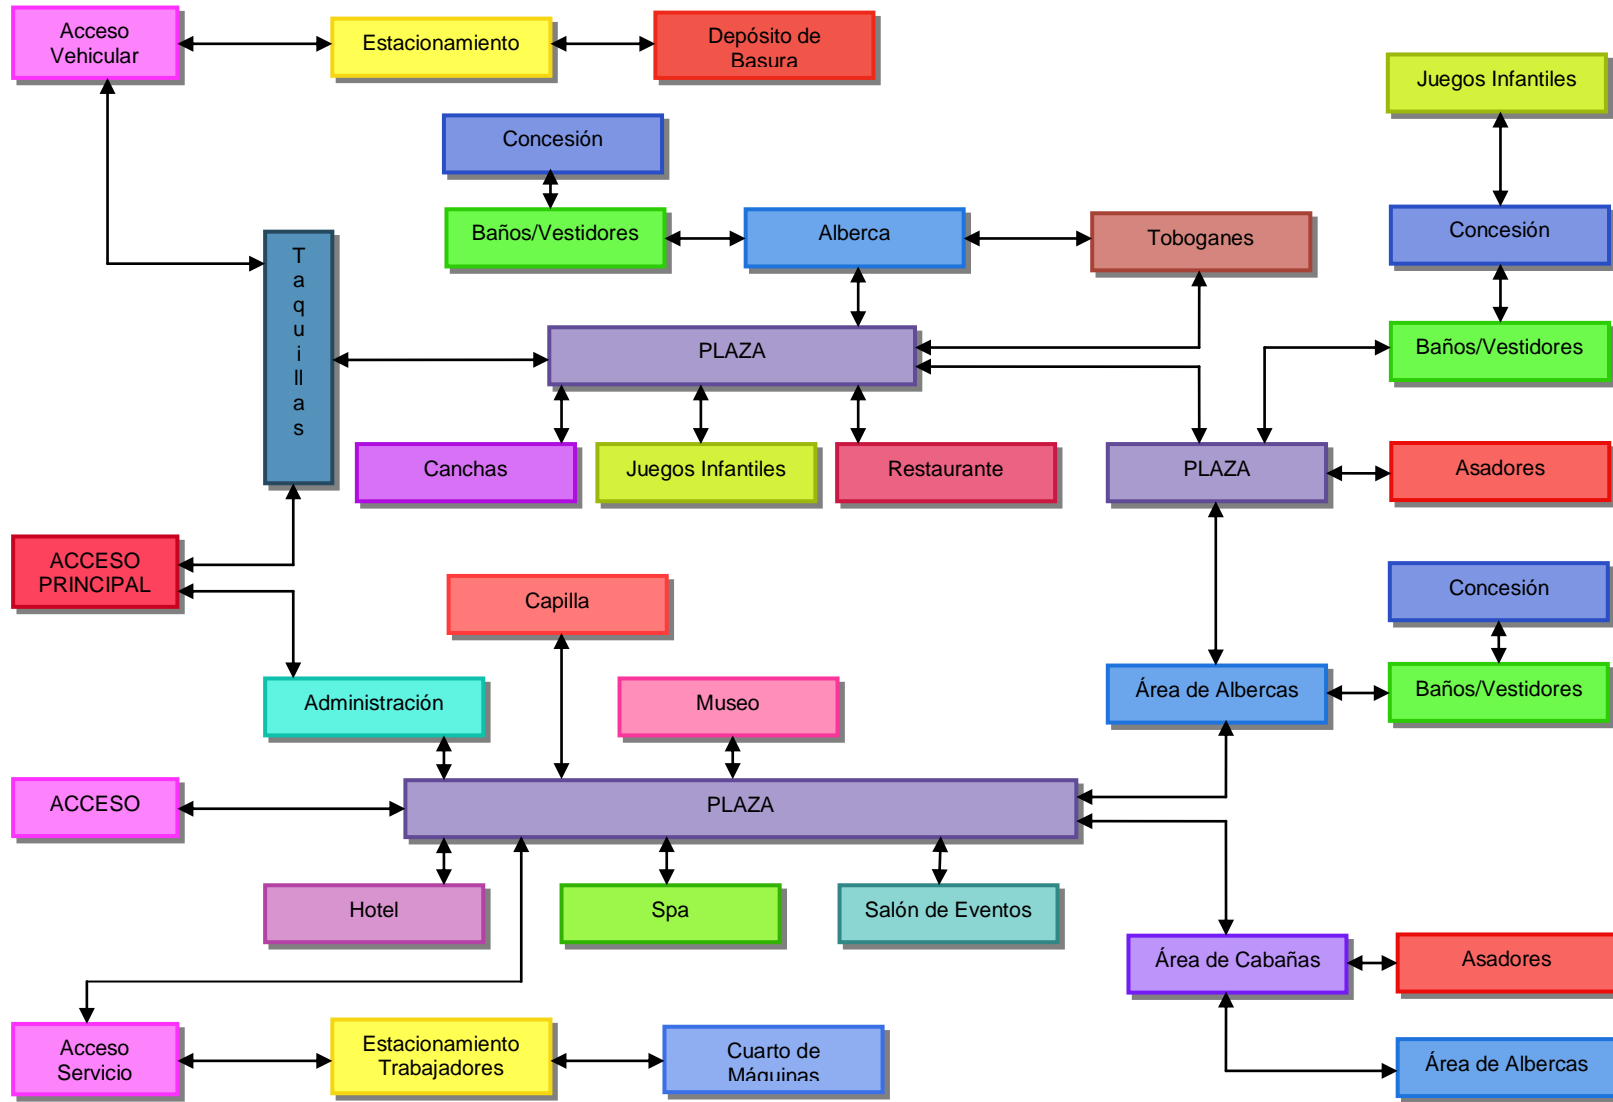 Acceso
Vehicular
Estacionamiento
Depósito de
Basura
Juegos Infantiles
Concesión
Baños/Vestidores
Alberca
Toboganes
Concesión
Taquillas
PLAZA
Baños/Vestidores
Canchas
Juegos Infantiles
Restaurante
PLAZA
Asadores
ACCESO
PRINCIPAL
Capilla
Concesión
Administración
Museo
Área de Albercas
Baños/Vestidores
ACCESO
PLAZA
Hotel
Spa
Salón de Eventos
Área de Cabañas
Asadores
Acceso
Servicio
Estacionamiento
Trabajadores
Cuarto de
Máquinas
Área de Albercas